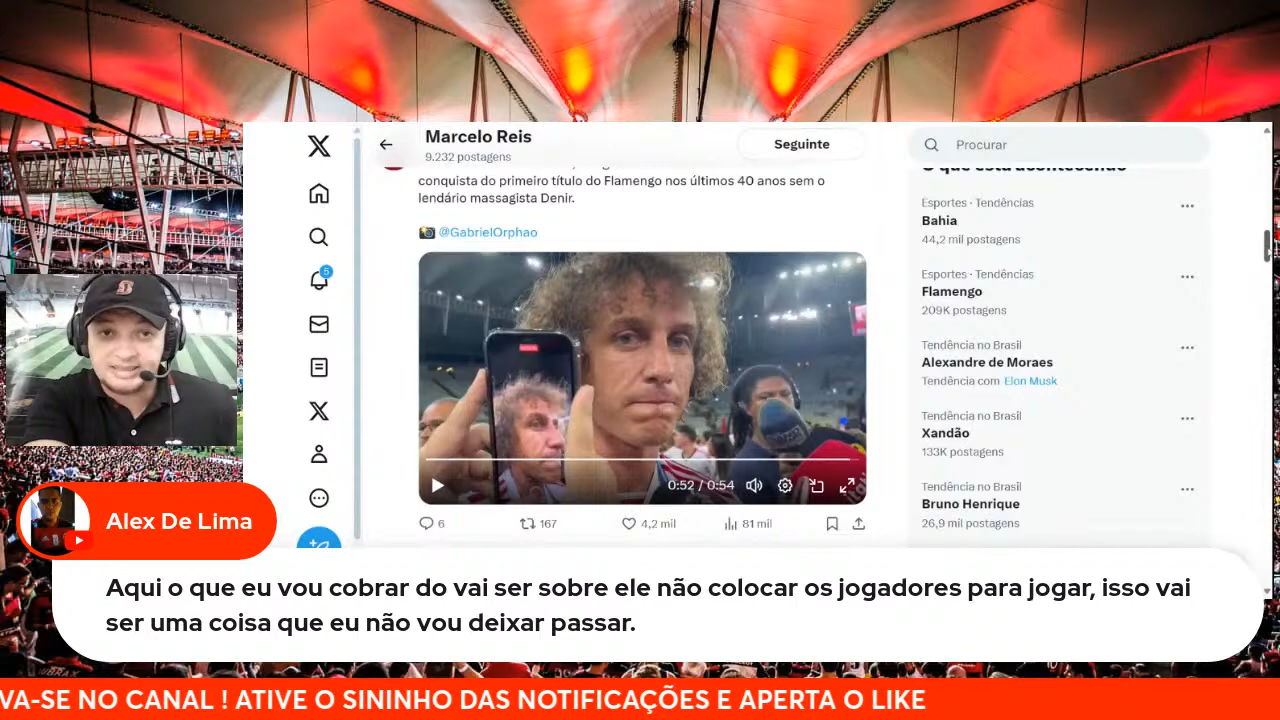 Marcelo Reis
9.232 postagens
Seguinte
Procurar
conquista do primeiro título do Flamengo nos últimos 40 anos sem o
lendário massagista Denir.
@GabrielOrphao
0:52 / 0:54
6
167
4,2 mil
81 mil
O que está acontecendo
Esportes · Tendências
Bahia
44,2 mil postagens
Esportes · Tendências
Flamengo
209K postagens
Tendência no Brasil
Alexandre de Moraes
Tendência com Elon Musk
Tendência no Brasil
Xandão
133K postagens
Tendência no Brasil
Bruno Henrique
26,9 mil postagens
5
Alex De Lima
Aqui o que eu vou cobrar do vai ser sobre ele não colocar os jogadores para jogar, isso vai
ser uma coisa que eu não vou deixar passar.
VA-SE NO CANAL ! ATIVE O SININHO DAS NOTIFICAÇÕES E APERTA O LIKE